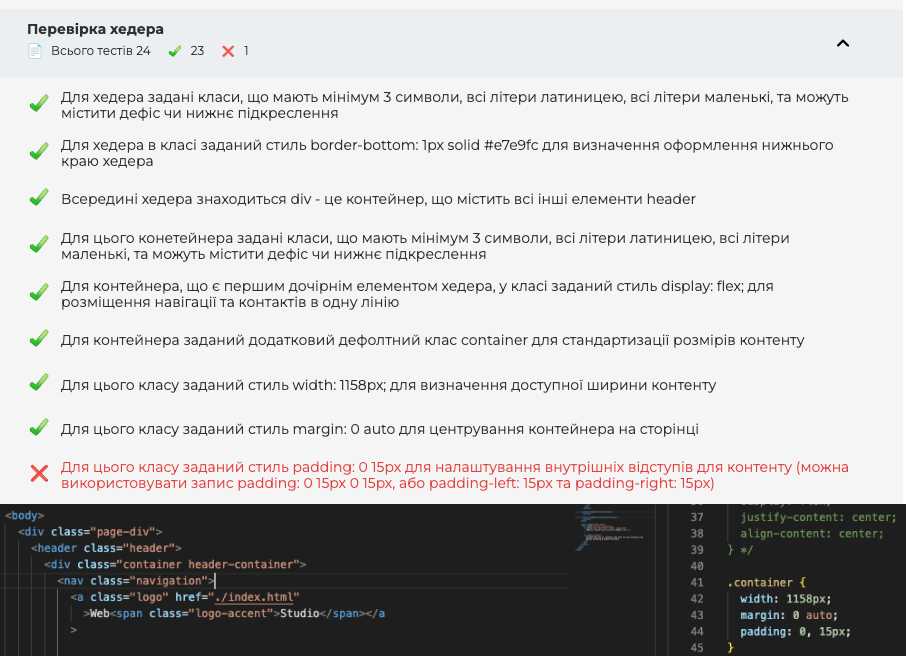 Перевірка хедера
Всього тестів 24 23 1
Для хедера задані класи, що мають мінімум 3 символи, всі літери латиницею, всі літери маленькі, та можуть
містити дефіс чи нижнє підкреслення
Для хедера в класі заданий стиль border-bottom: 1px solid #e7e9fc для визначення оформлення нижнього
краю хедера
Всередині хедера знаходиться div - це контейнер, що містить всі інші елементи header
Для цього конетейнера задані класи, що мають мінімум 3 символи, всі літери латиницею, всі літери
маленькі, та можуть містити дефіс чи нижнє підкреслення
Для контейнера, що є першим дочірнім елементом хедера, у класі заданий стиль display: flex; для
розміщення навігації та контактів в одну лінію
Для контейнера заданий додатковий дефолтний клас container для стандартизації розмірів контенту
Для цього класу заданий стиль width: 1158px; для визначення доступної ширини контенту
Для цього класу заданий стиль margin: 0 auto для центрування контейнера на сторінці
Для цього класу заданий стиль padding: 0 15px для налаштування внутрішніх відступів для контенту (можна
використовувати запис padding: 0 15px 0 15px, або padding-left: 15px та padding-right: 15px)
<body>
<div class="page-div">
<header class="header">
<div class="container header-container">
<nav class="navigation">
<a class="logo" href="./index.html"
>Web<span class="logo-accent">Studio</span></a
>
37 justify-content: center;
38 align-content: center;
39 } */
40
41 .container {
42 width: 1158px;
43 margin: 0 auto;
44 padding: 0, 15px;
45 }